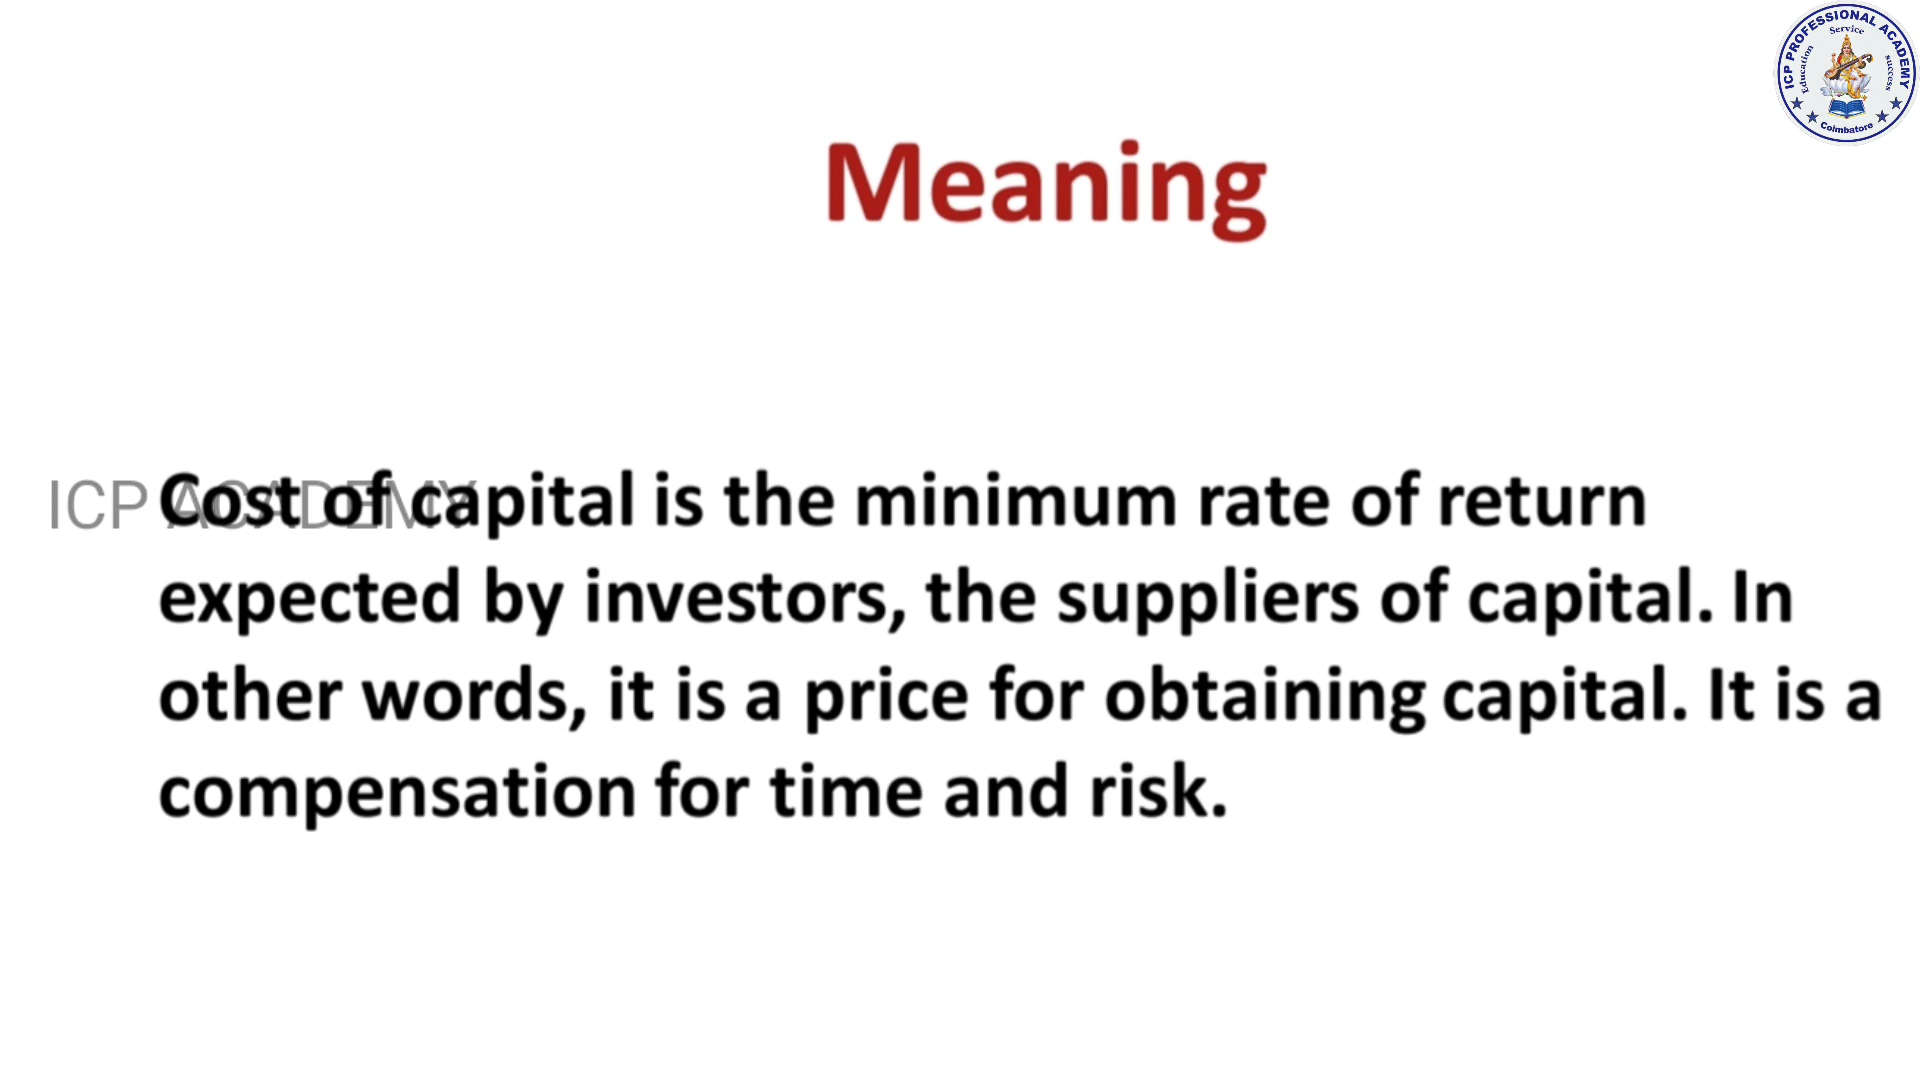 ICP PROFESSIONAL ACADEMY
Service
Education
success
Coimbatore
Meaning
ICP ACADEMY
Cost of capital is the minimum rate of return
expected by investors, the suppliers of capital. In
other words, it is a price for obtaining capital. It is a
compensation for time and risk.